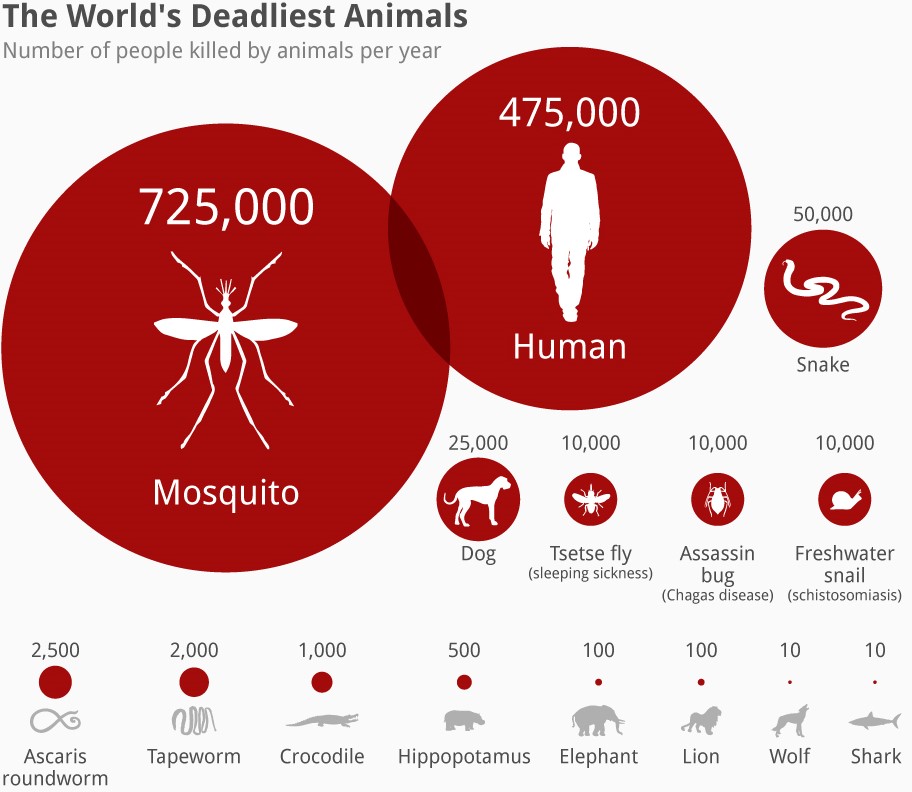 The World's Deadliest Animals
Number of people killed by animals per year
475,000
Human
725,000
Mosquito
50,000
Snake
25,000
Dog
10,000
Tsetse fly
(sleeping sickness)
10,000
Assassin
bug
(Chagas disease)
10,000
Freshwater
snail
(schistosomiasis)
2,500
Ascaris
roundworm
2,000
Tapeworm
1,000
Crocodile
500
Hippopotamus
100
Elephant
100
Lion
10
Wolf
10
Shark